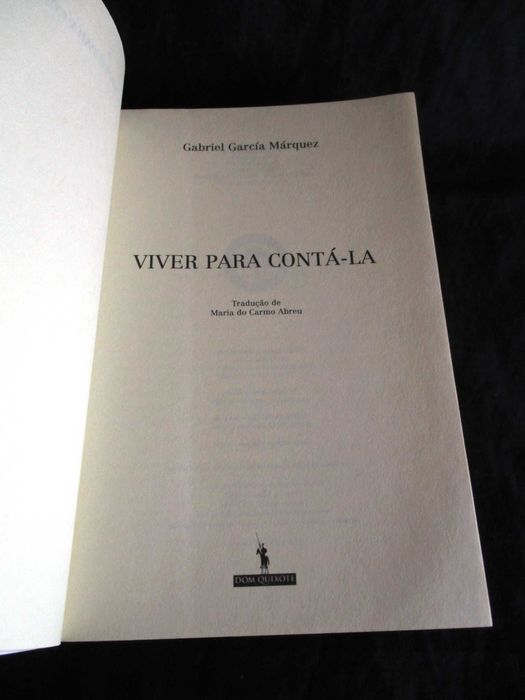 Gabriel García Márquez
VIVER PARA CONTÁ-LA
Tradução de
Maria do Carmo Abreu
DOM QUIXOTE